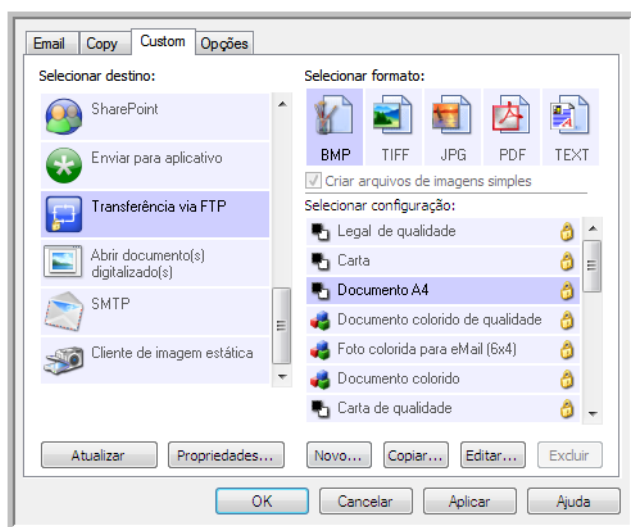 Email Copy Custom Opções
Selecionar destino:
SharePoint
Enviar para aplicativo
Transferência via FTP
Abrir documento(s)
digitalizado(s)
SMTP
Cliente de imagem estática
Atualizar Propriedades...
Selecionar formato:
BMP TIFF JPG PDF TEXT
Criar arquivos de imagens simples
Selecionar configuração:
Legal de qualidade
Carta
Documento A4
Documento colorido de qualidade
Foto colorida para eMail (6x4)
Documento colorido
Carta de qualidade
Novo... Copiar... Editar... Excluir
OK Cancelar Aplicar Ajuda